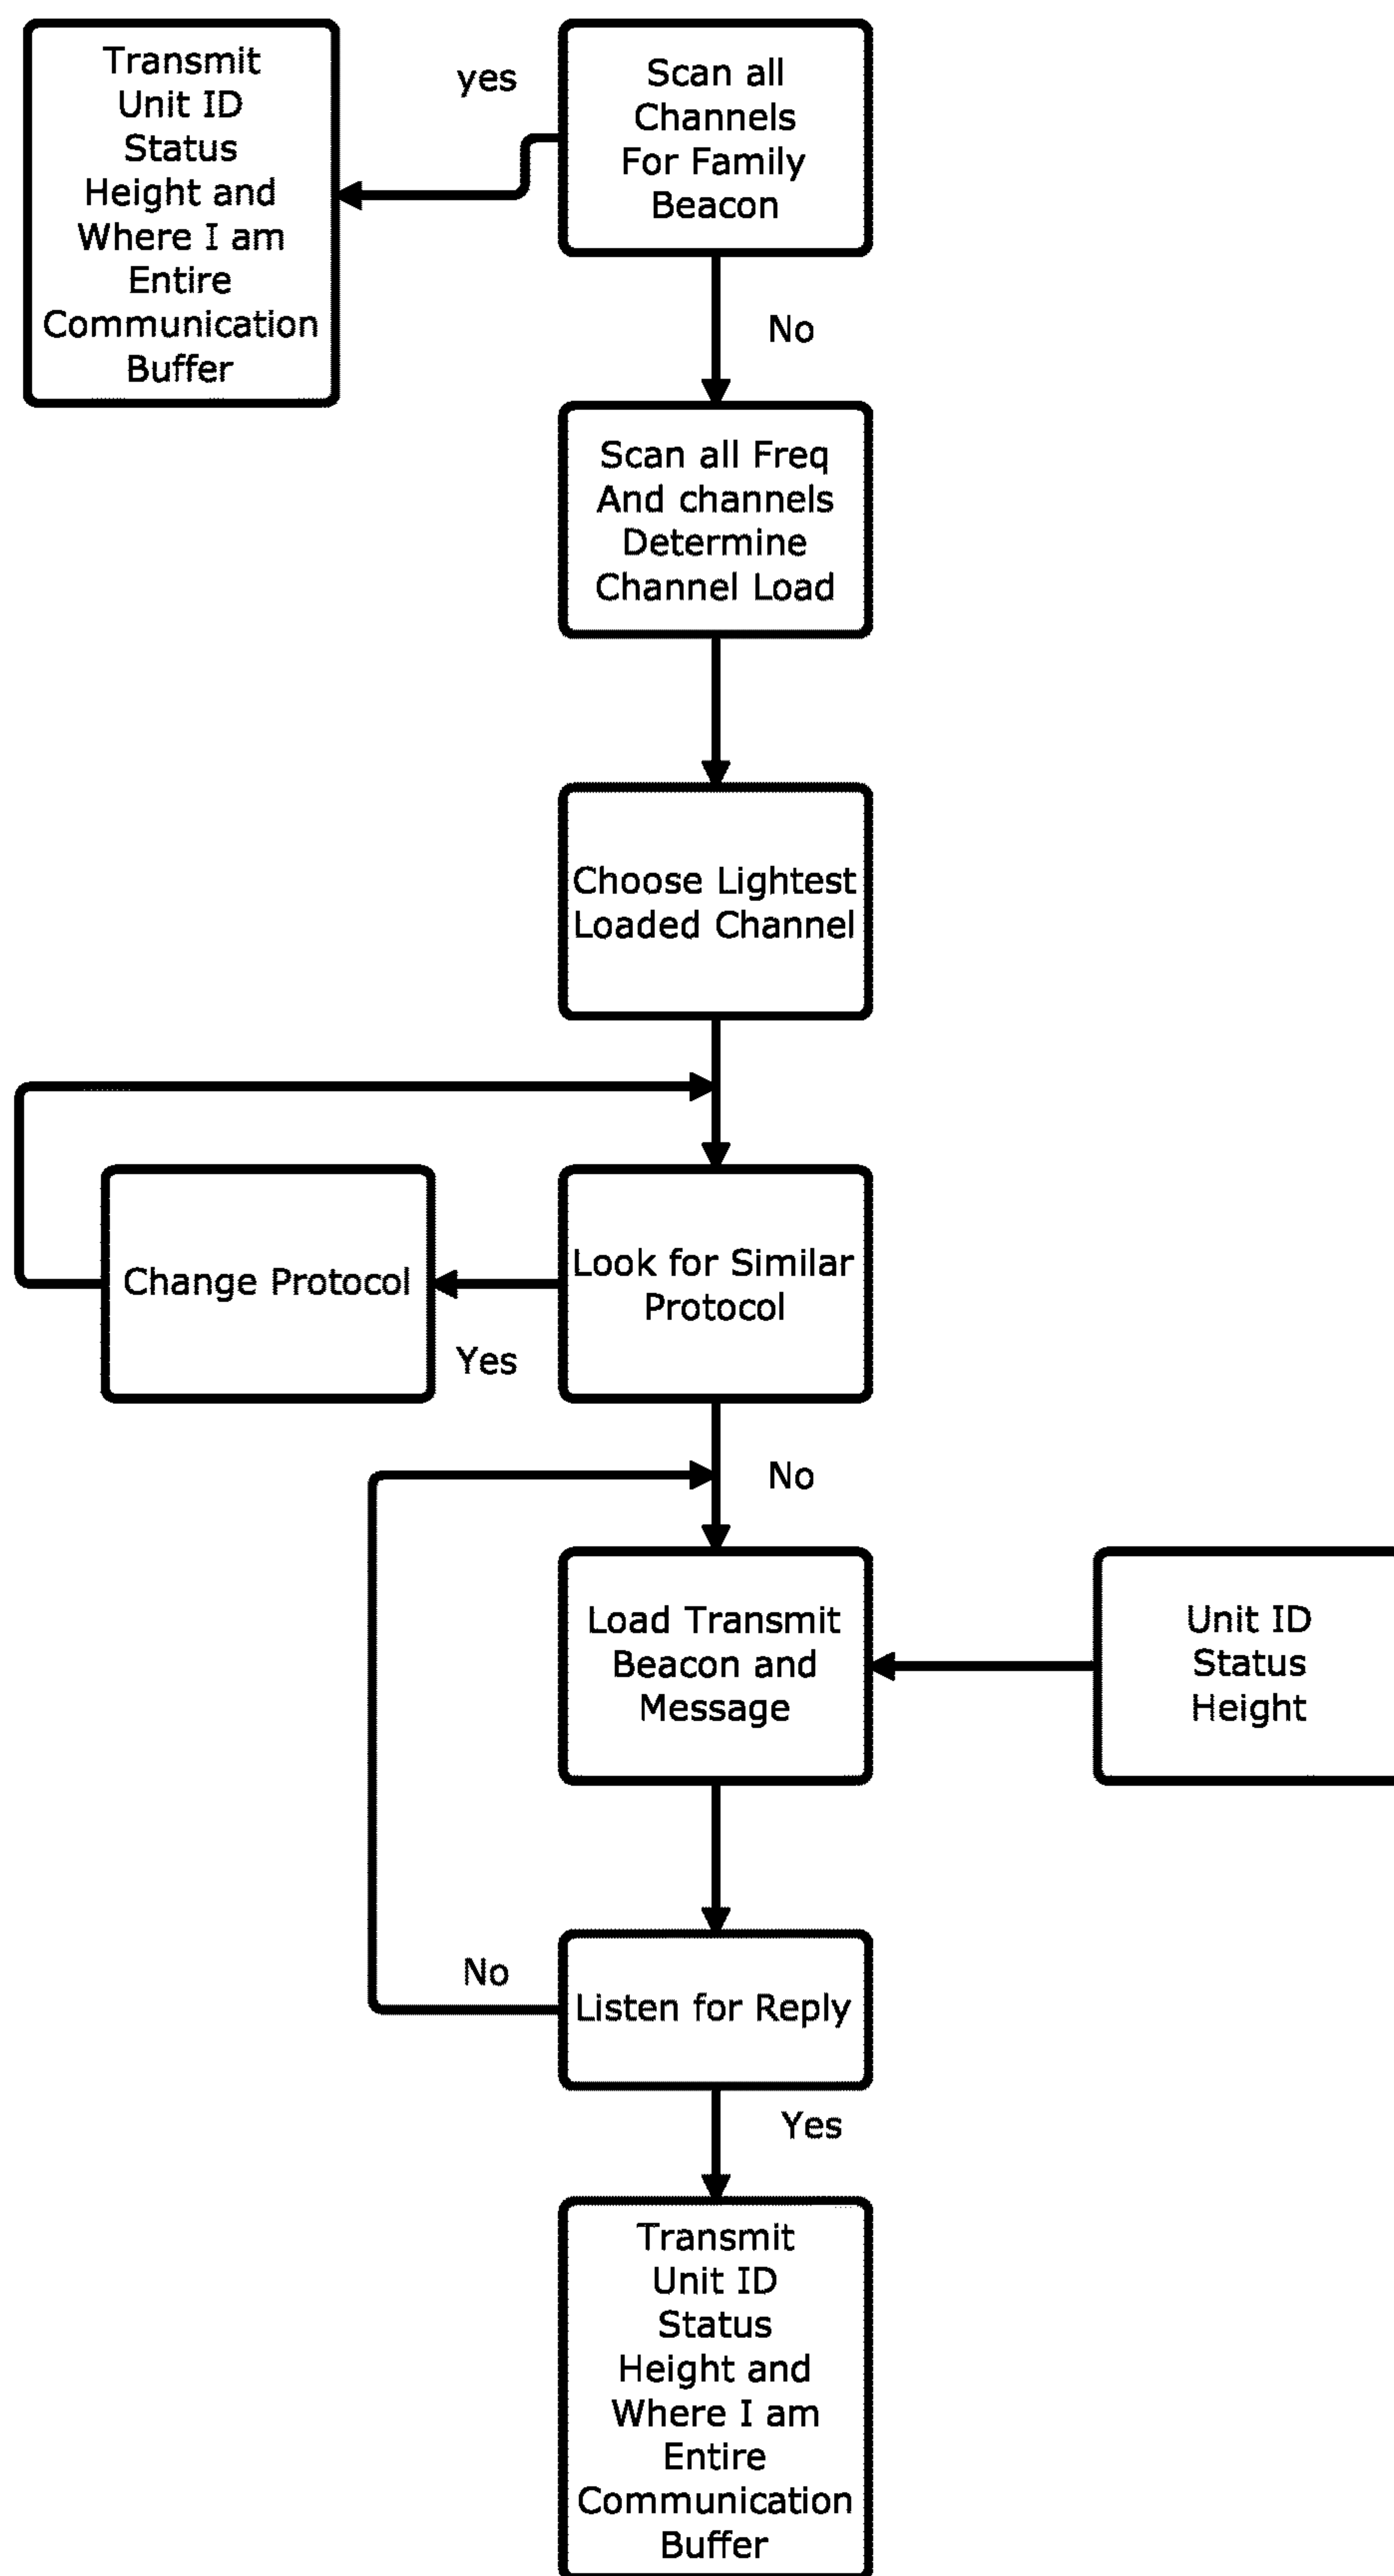 Transmit
Unit ID
Status
Height and
Where I am
Entire
Communication
Buffer
yes
Scan all
Channels
For Family
Beacon
No
Scan all Freq
And channels
Determine
Channel Load
Choose Lightest
Loaded Channel
Change Protocol
Yes
Look for Similar
Protocol
No
Load Transmit
Beacon and
Message
Unit ID
Status
Height
No
Listen for Reply
Yes
Transmit
Unit ID
Status
Height and
Where I am
Entire
Communication
Buffer